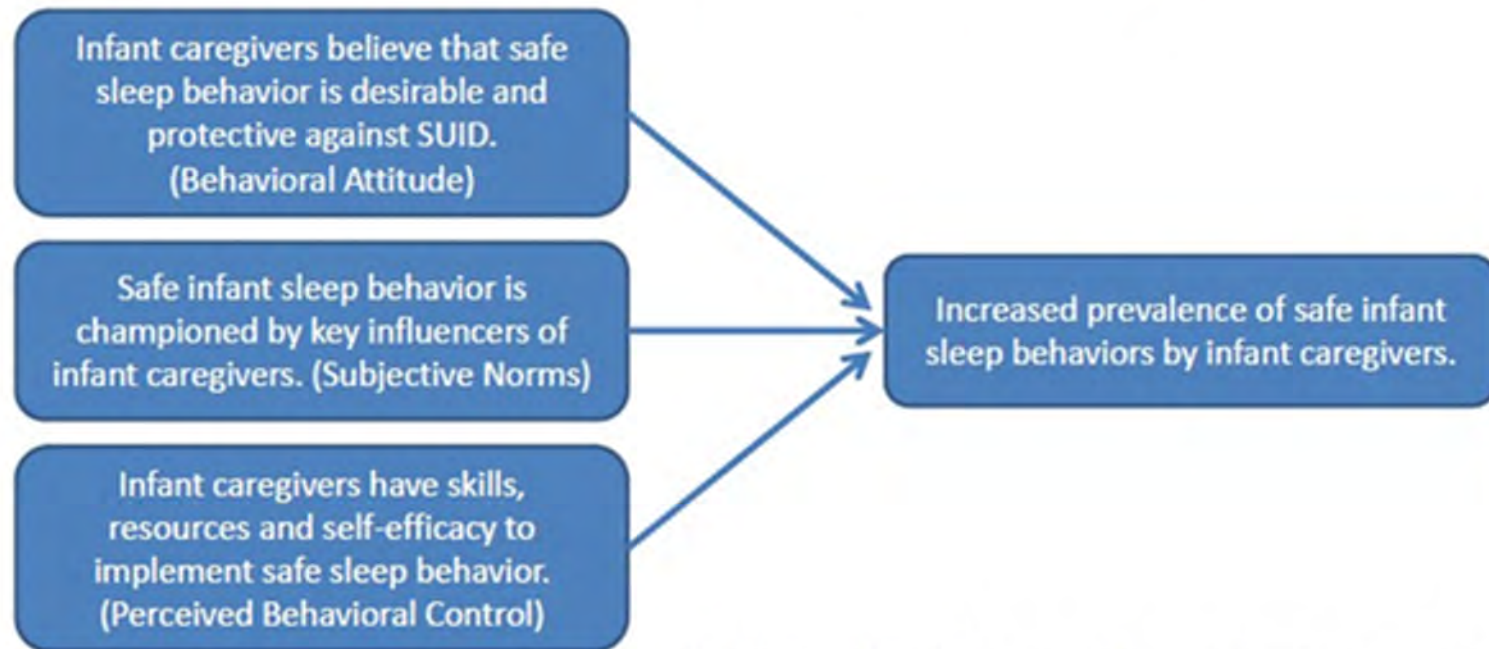 Infant caregivers believe that safe
sleep behavior is desirable and
protective against SUID.
(Behavioral Attitude)
Safe infant sleep behavior is
championed by key influencers of
infant caregivers. (Subjective Norms)
Infant caregivers have skills,
resources and self-efficacy to
implement safe sleep behavior.
(Perceived Behavioral Control)
Increased prevalence of safe infant
sleep behaviors by infant caregivers.